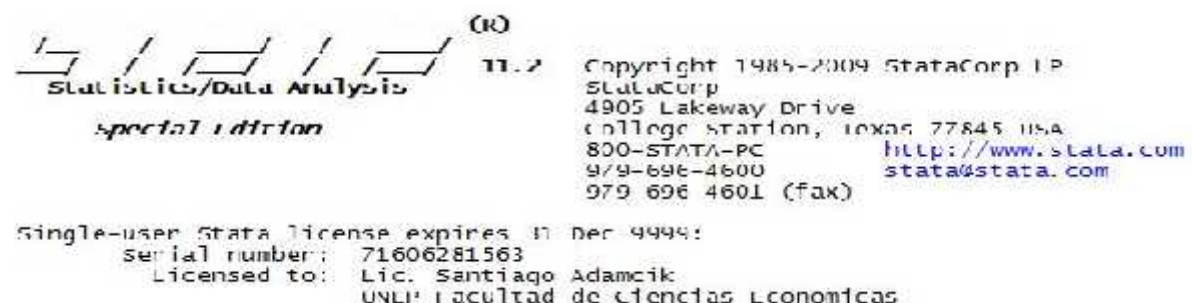 (R)
Stata 11.2 Copyright 1985-2009 StataCorp LP
Statistics/Data Analysis StataCorp
4905 Lakeway Drive
Special Edition College Station, Texas 77845 USA
800-STATA-PC http://www.stata.com
979-696-4600 stata@stata.com
979-696-4601 (fax)
Single-user Stata license expires 31 Dec 9999:
Serial number: 71606281563
Licensed to: Lic. Santiago Adamcik
UNLP Facultad de Ciencias Economicas